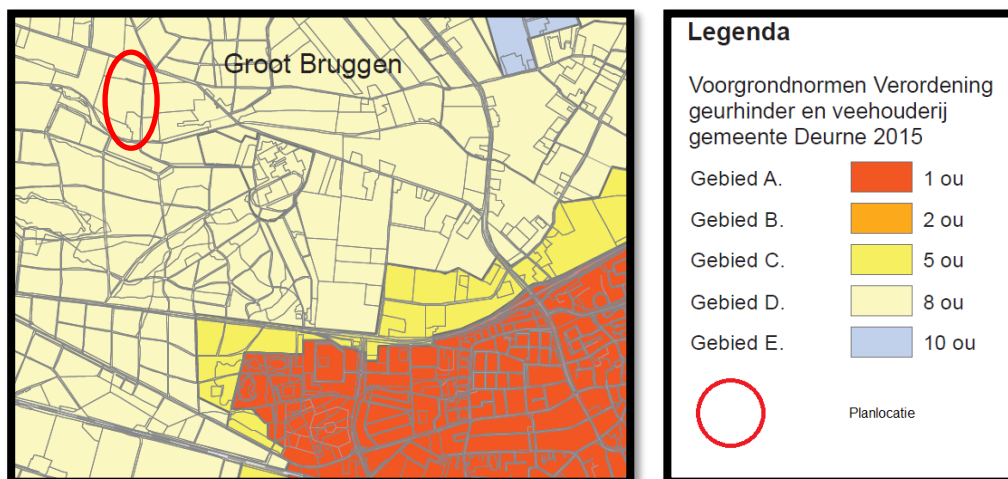 Groot Bruggen
Legenda
Voorgrondnormen Verordening
geurhinder en veehouderij
gemeente Deurne 2015
Gebied A. 1 ou
Gebied B. 2 ou
Gebied C. 5 ou
Gebied D. 8 ou
Gebied E. 10 ou
Planlocatie